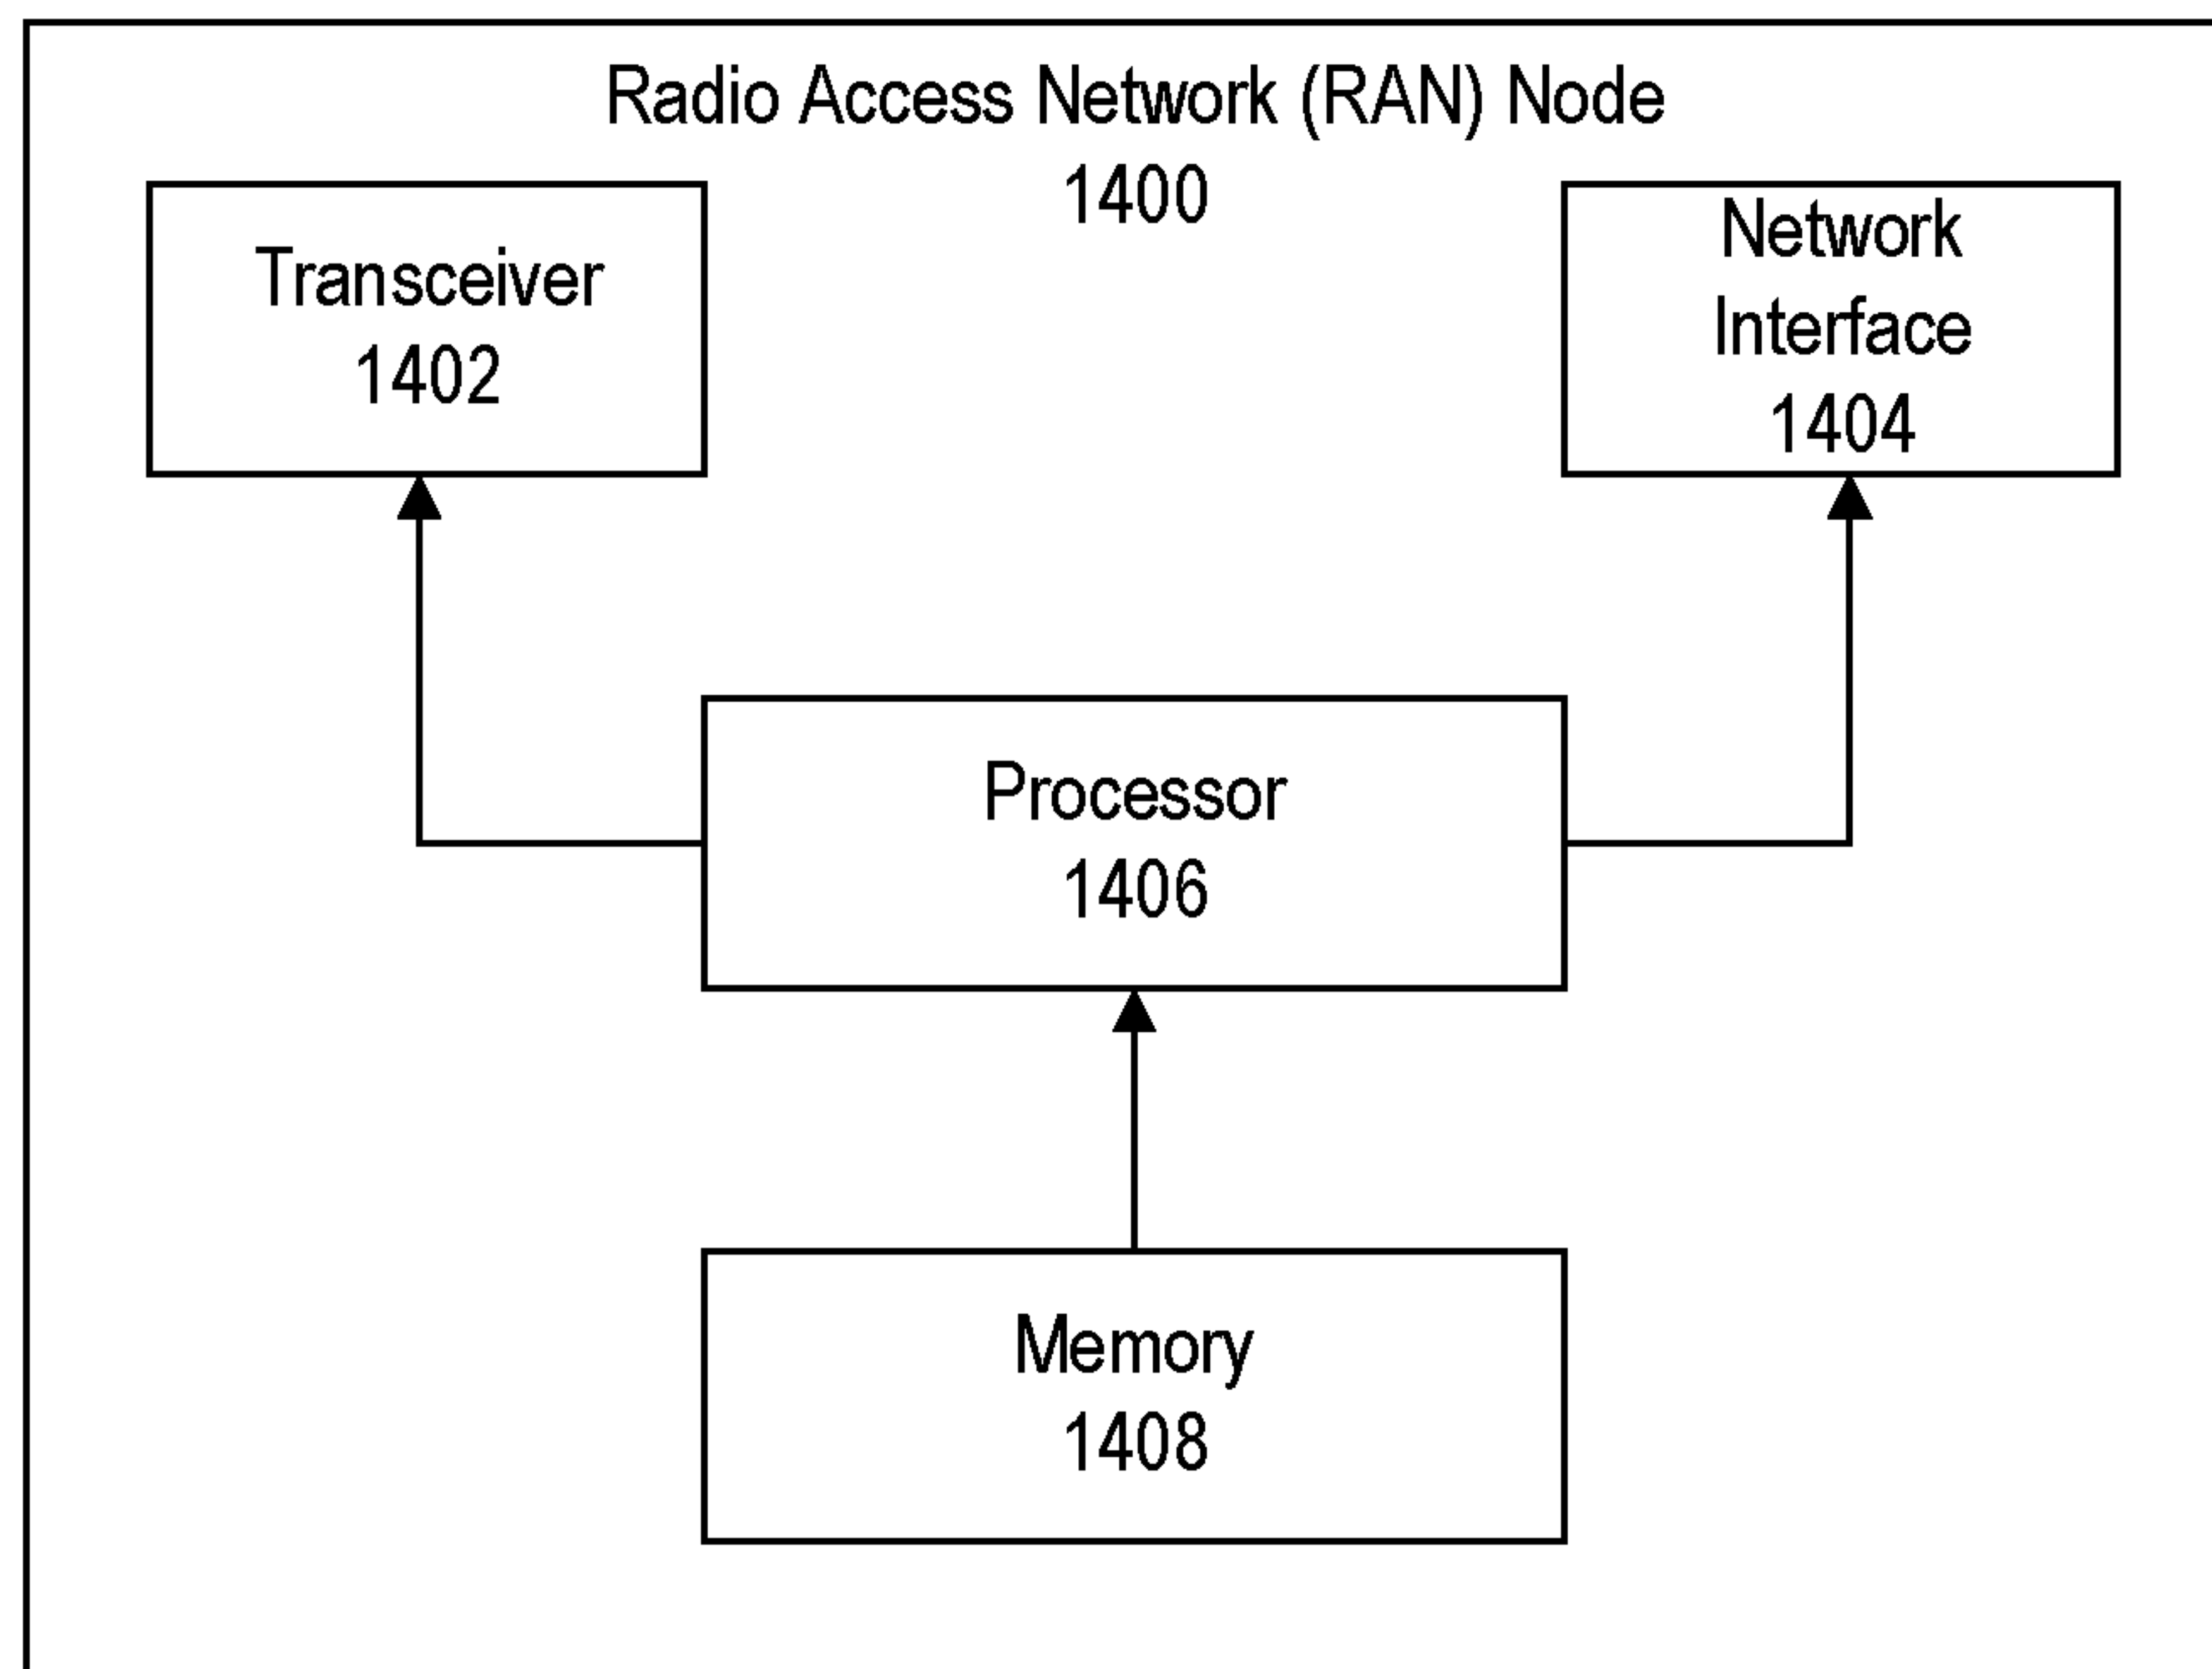 Radio Access Network (RAN) Node
1400
Transceiver
1402
Network
Interface
1404
Processor
1406
Memory
1408